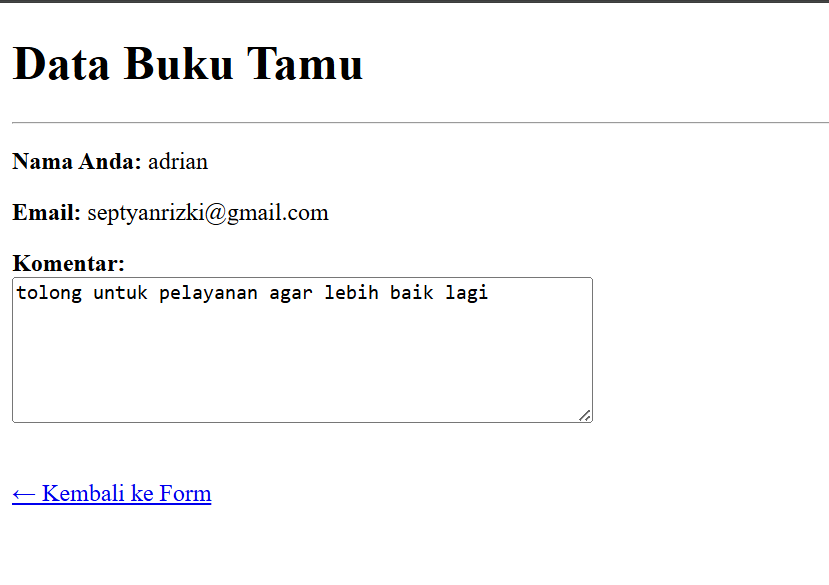 Data Buku Tamu
Nama Anda: adrian
Email: septyanrizki@gmail.com
Komentar:
tolong untuk pelayanan agar lebih baik lagi
← Kembali ke Form